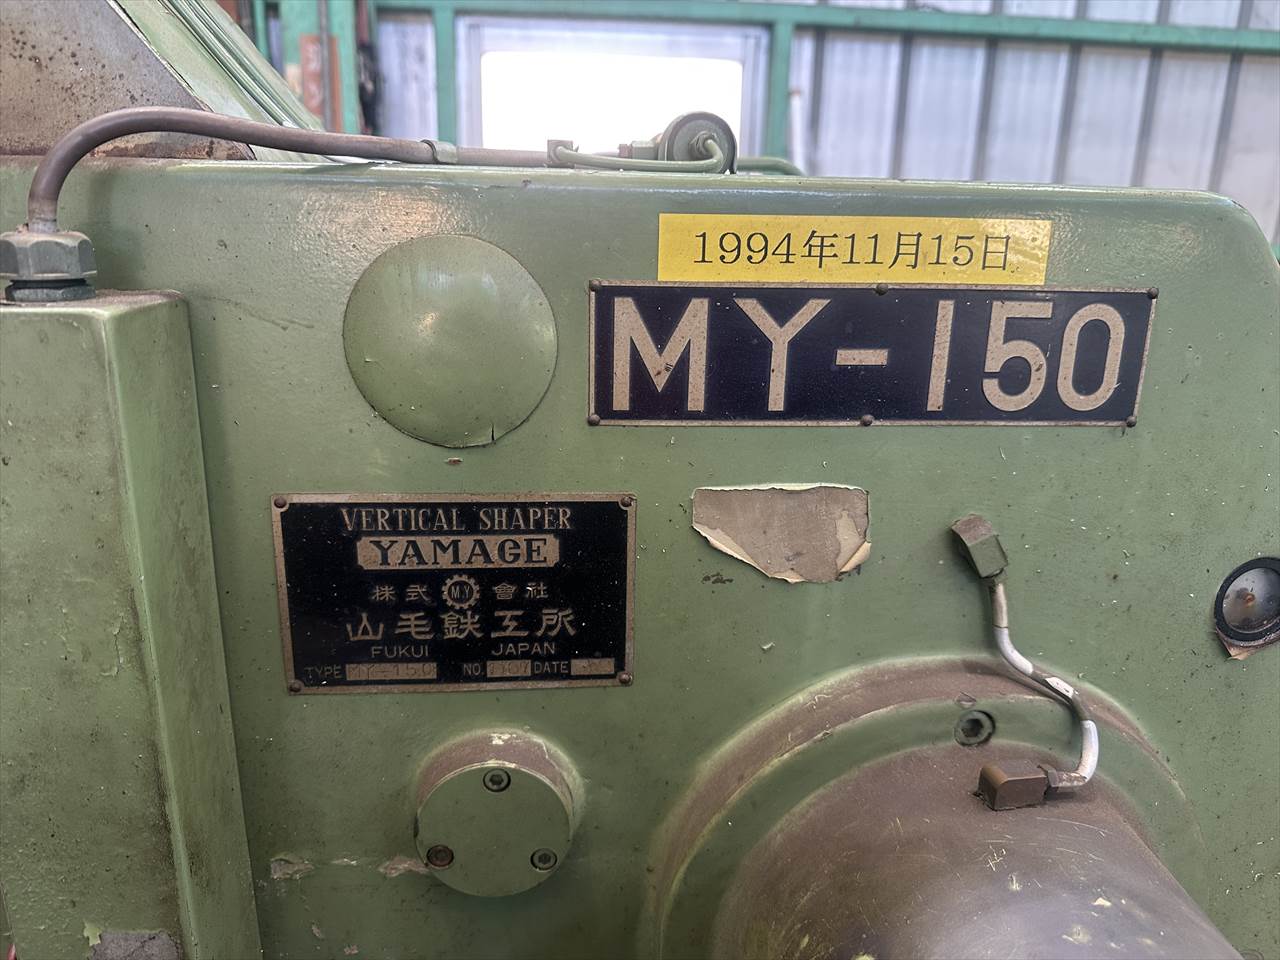 1994年11月15日
MY-150
VERTICAL SHAPER
YAMAGE
株式 M.Y 會社
山毛鉄工所
FUKUI JAPAN
TYPE MY-150 NO. DATE